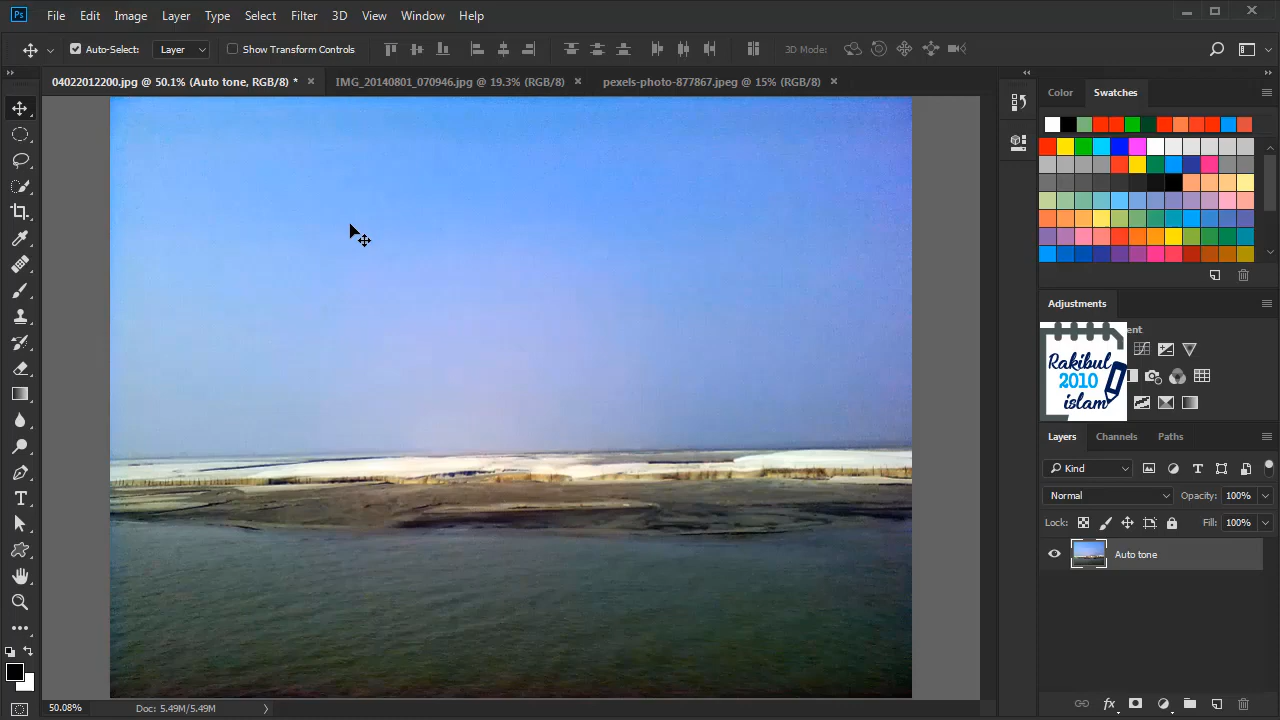 Ps File Edit Image Layer Type Select Filter 3D View Window Help
Auto-Select: Layer Show Transform Controls 3D Mode:
04022012200.jpg @ 50.1% (Auto tone, RGB/8) * IMG_20140801_070946.jpg @ 19.3% (RGB/8) pexels-photo-877867.jpeg @ 15% (RGB/8)
Color Swatches
Adjustments
ent
Rakibul
2010
islam
Layers Channels Paths
Kind
Normal Opacity: 100%
Lock: Fill: 100%
Auto tone
50.08% Doc: 5.49M/5.49M